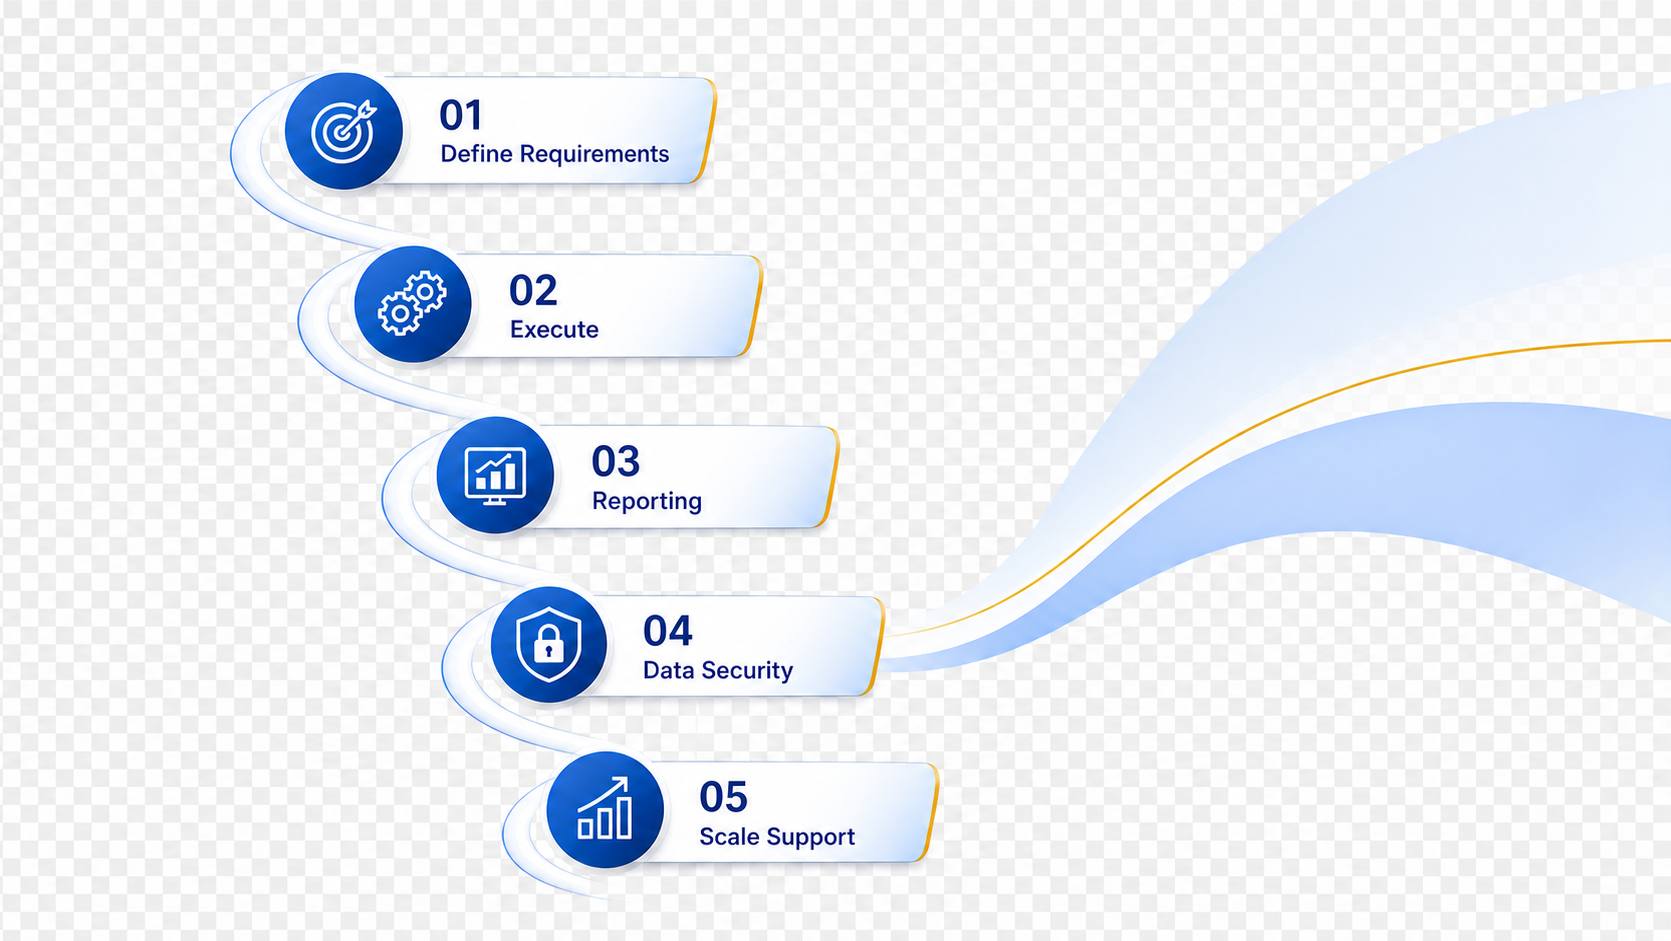 01
Define Requirements
02
Execute
03
Reporting
04
Data Security
05
Scale Support